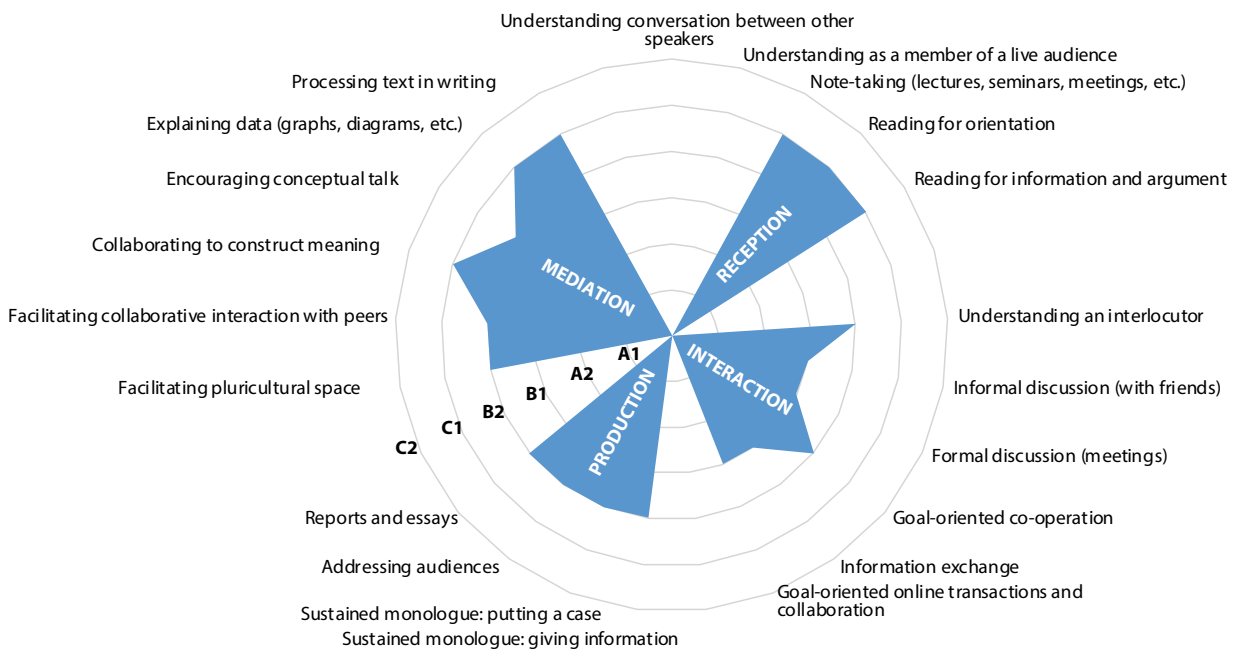 Understanding conversation between other
speakers
Understanding as a member of a live audience
Processing text in writing
Note-taking (lectures, seminars, meetings, etc.)
Explaining data (graphs, diagrams, etc.)
Reading for orientation
Encouraging conceptual talk
Reading for information and argument
Collaborating to construct meaning
RECEPTION
MEDIATION
Facilitating collaborative interaction with peers
Understanding an interlocutor
A1
A2
B1
B2
C1
C2
INTERACTION
PRODUCTION
Facilitating pluricultural space
Informal discussion (with friends)
Formal discussion (meetings)
Reports and essays
Goal-oriented co-operation
Addressing audiences
Information exchange
Goal-oriented online transactions and
collaboration
Sustained monologue: putting a case
Sustained monologue: giving information